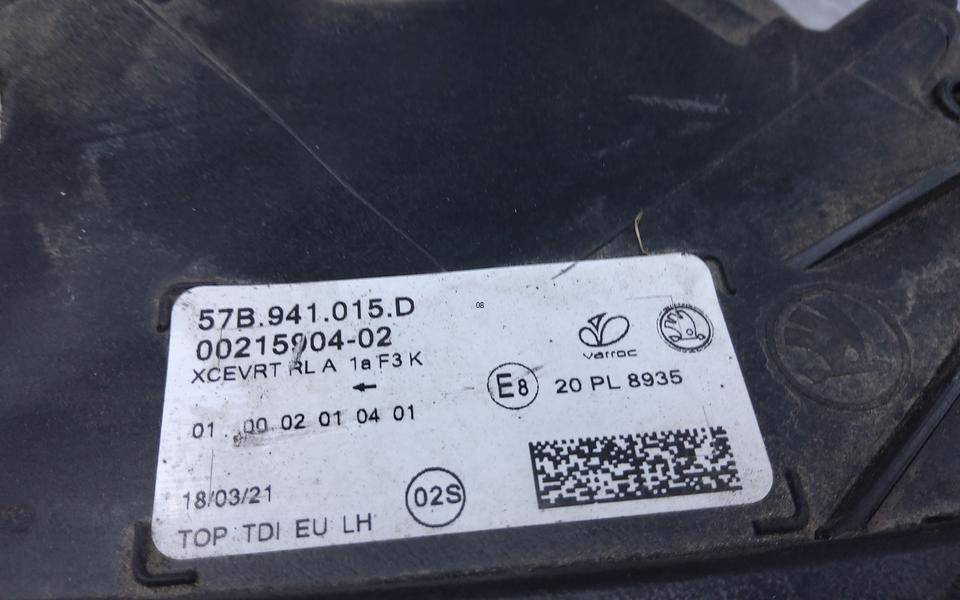 57B.941.015.D
08
00215904-02
XCEVRT RL A 1a F3 K
varroc
E8
20 PL 8935
01 00 02 01 04 01
18/03/21
02S
TOP TDI EU LH